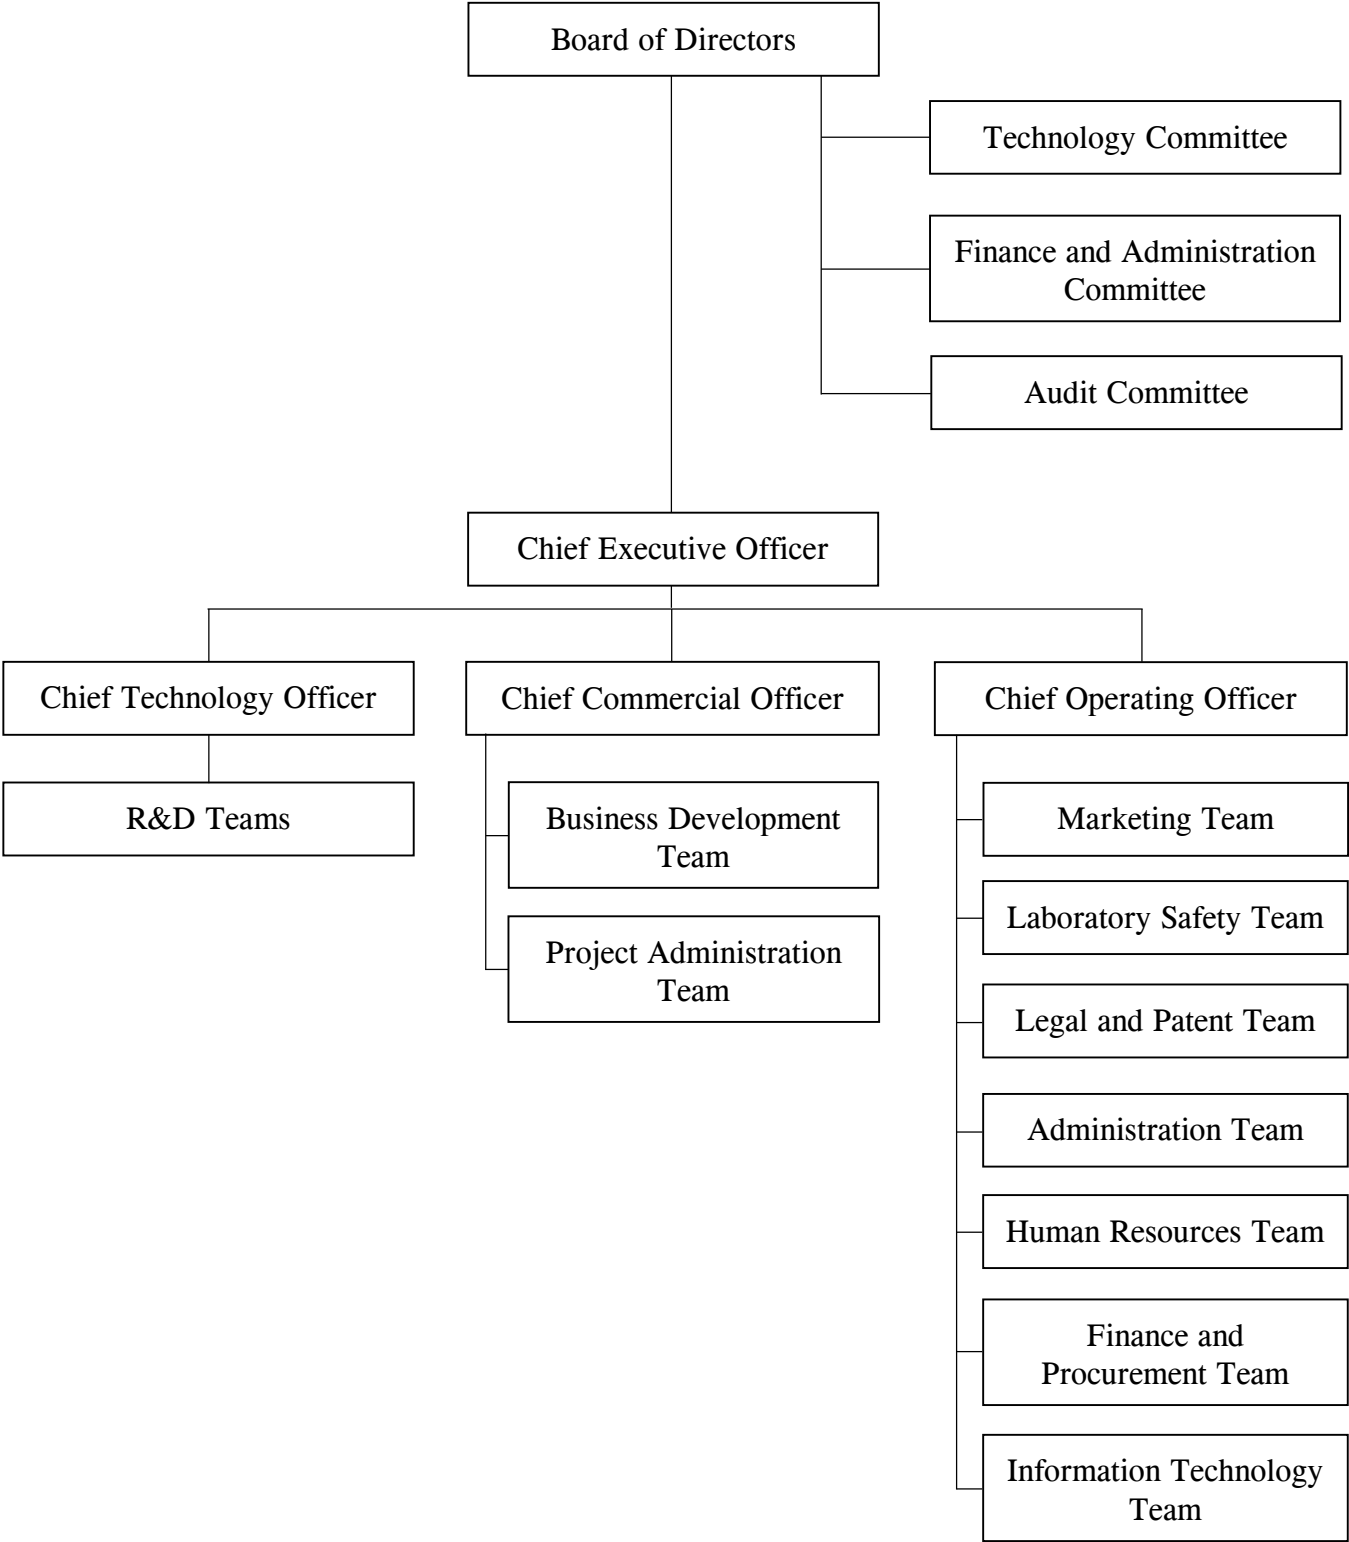 Board of Directors
Technology Committee
Finance and Administration
Committee
Audit Committee
Chief Executive Officer
Chief Technology Officer
Chief Commercial Officer
Chief Operating Officer
R&D Teams
Business Development
Team
Project Administration
Team
Marketing Team
Laboratory Safety Team
Legal and Patent Team
Administration Team
Human Resources Team
Finance and
Procurement Team
Information Technology
Team